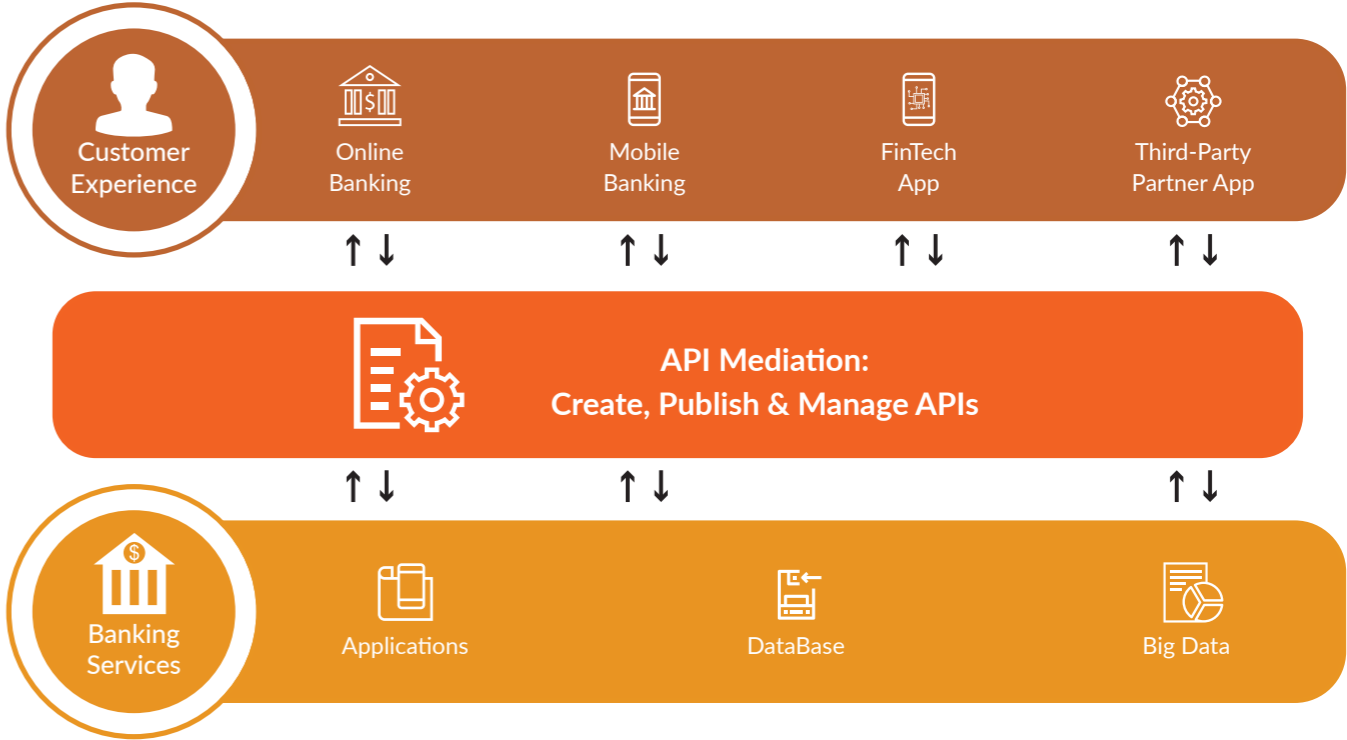 Customer
Experience
Online
Banking
Mobile
Banking
FinTech
App
Third-Party
Partner App
API Mediation:
Create, Publish & Manage APIs
$
Banking
Services
Applications
DataBase
Big Data